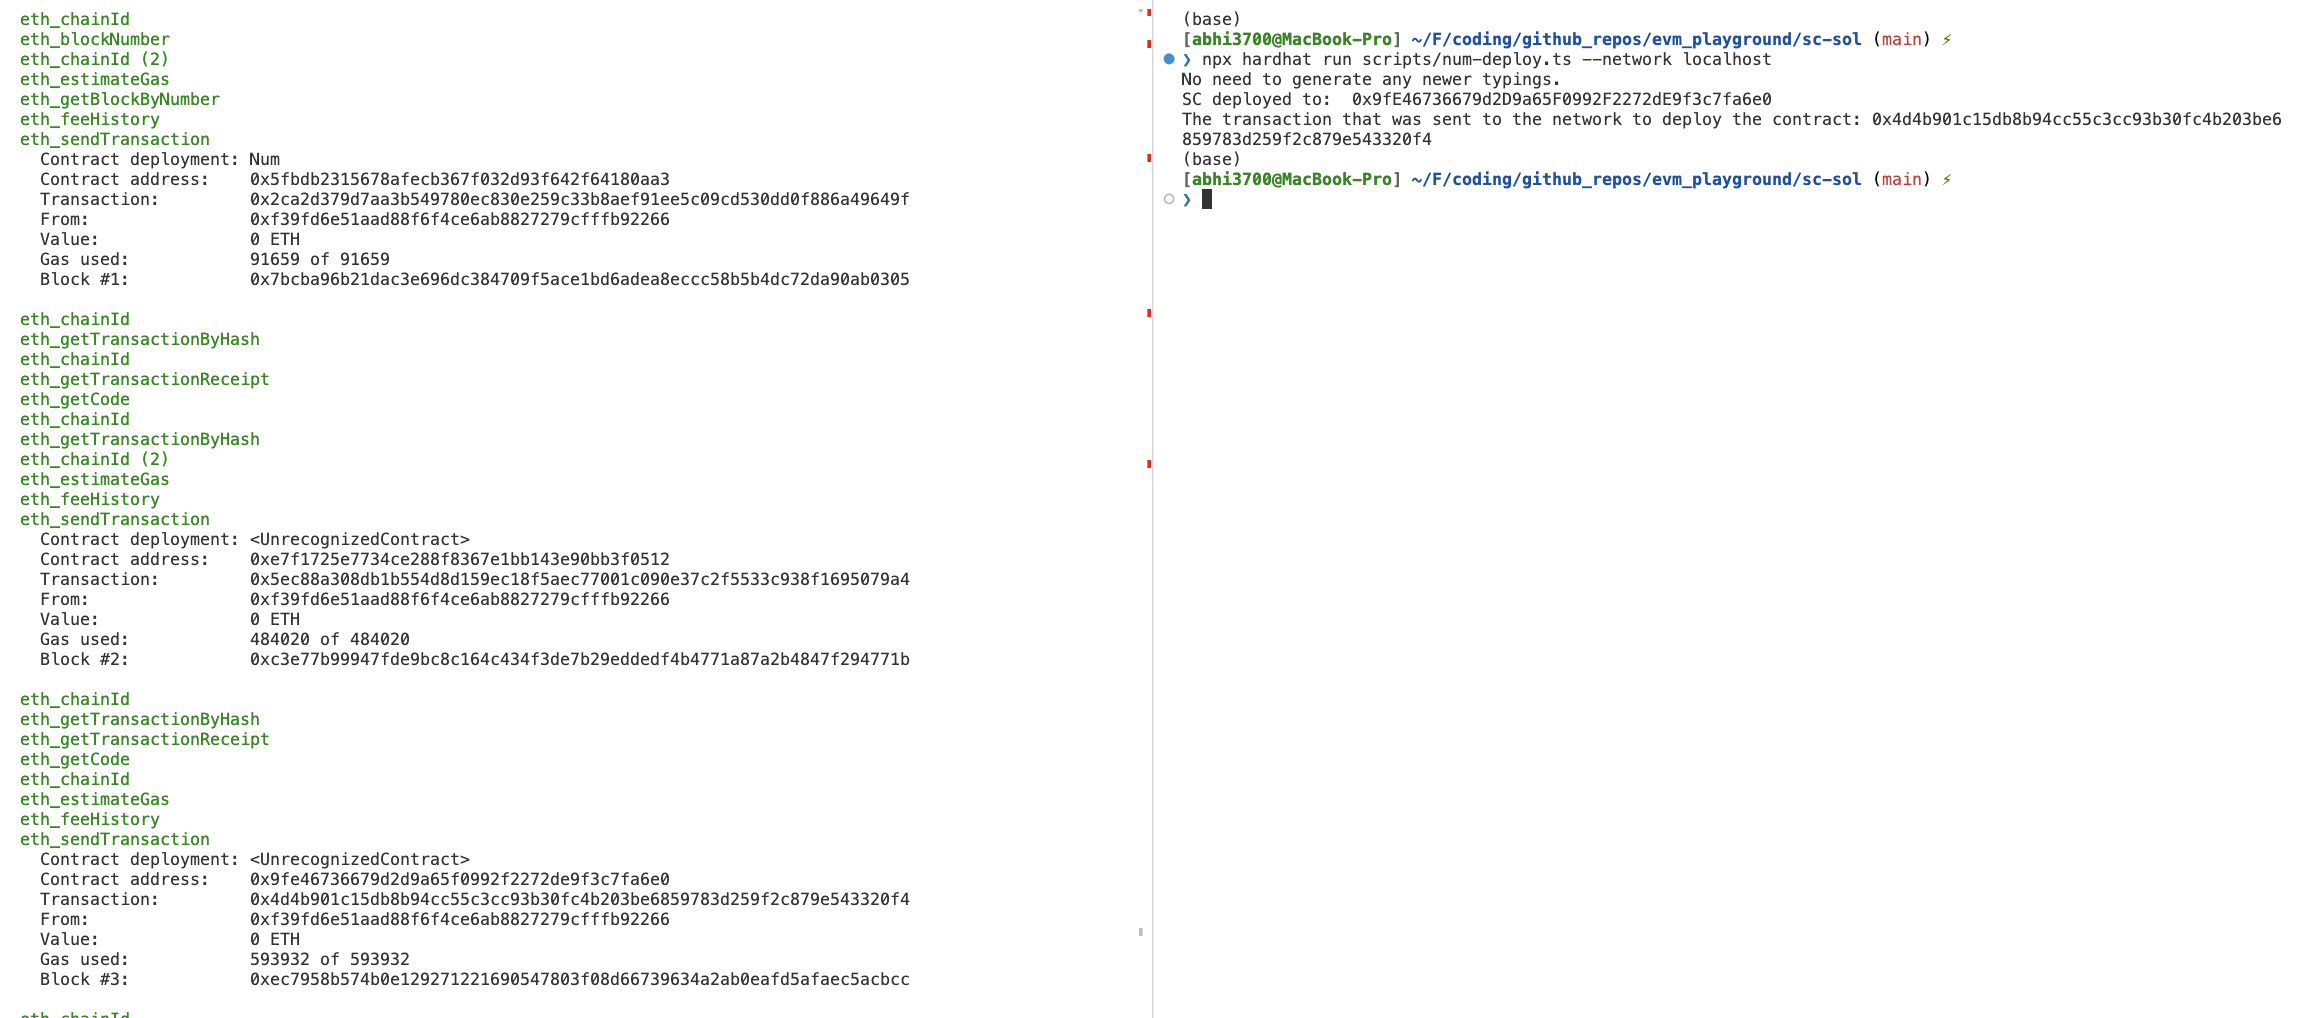 eth_chainId
eth_blockNumber
eth_chainId (2)
eth_estimateGas
eth_getBlockByNumber
eth_feeHistory
eth_sendTransaction
Contract deployment: Num
Contract address: 0x5fbdb2315678afecb367f032d93f642f64180aa3
Transaction: 0x2ca2d379d7aa3b549780ec830e259c33b8aef91ee5c09cd530dd0f886a49649f
From: 0xf39fd6e51aad88f6f4ce6ab8827279cfffb92266
Value: 0 ETH
Gas used: 91659 of 91659
Block #1: 0x7bcba96b21dac3e696dc384709f5ace1bd6adea8eccc58b5b4dc72da90ab0305
eth_chainId
eth_getTransactionByHash
eth_chainId
eth_getTransactionReceipt
eth_getCode
eth_chainId
eth_getTransactionByHash
eth_chainId (2)
eth_estimateGas
eth_feeHistory
eth_sendTransaction
Contract deployment: <UnrecognizedContract>
Contract address: 0xe7f1725e7734ce288f8367e1bb143e90bb3f0512
Transaction: 0x5ec88a308db1b554d8d159ec18f5aec77001c090e37c2f5533c938f1695079a4
From: 0xf39fd6e51aad88f6f4ce6ab8827279cfffb92266
Value: 0 ETH
Gas used: 484020 of 484020
Block #2: 0xc3e77b99947fde9bc8c164c434f3de7b29eddedf4b4771a87a2b4847f294771b
eth_chainId
eth_getTransactionByHash
eth_getTransactionReceipt
eth_getCode
eth_chainId
eth_estimateGas
eth_feeHistory
eth_sendTransaction
Contract deployment: <UnrecognizedContract>
Contract address: 0x9fe46736679d2d9a65f0992f2272de9f3c7fa6e0
Transaction: 0x4d4b901c15db8b94cc55c3cc93b30fc4b203be6859783d259f2c879e543320f4
From: 0xf39fd6e51aad88f6f4ce6ab8827279cfffb92266
Value: 0 ETH
Gas used: 593932 of 593932
Block #3: 0xec7958b574b0e129271221690547803f08d66739634a2ab0eafd5afaec5acbcc
eth_chainId
(base)
[abhi3700@MacBook-Pro] ~/F/coding/github_repos/evm_playground/sc-sol (main) ⚡
❯ npx hardhat run scripts/num-deploy.ts --network localhost
No need to generate any newer typings.
SC deployed to: 0x9fE46736679d2D9a65F0992F2272dE9f3c7fa6e0
The transaction that was sent to the network to deploy the contract: 0x4d4b901c15db8b94cc55c3cc93b30fc4b203be6
859783d259f2c879e543320f4
(base)
[abhi3700@MacBook-Pro] ~/F/coding/github_repos/evm_playground/sc-sol (main) ⚡
❯